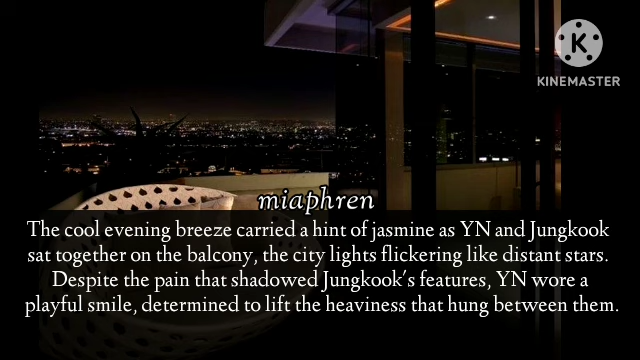 K
KINEMASTER
miaphren
The cool evening breeze carried a hint of jasmine as YN and Jungkook
sat together on the balcony, the city lights flickering like distant stars.
Despite the pain that shadowed Jungkook's features, YN wore a
playful smile, determined to lift the heaviness that hung between them.